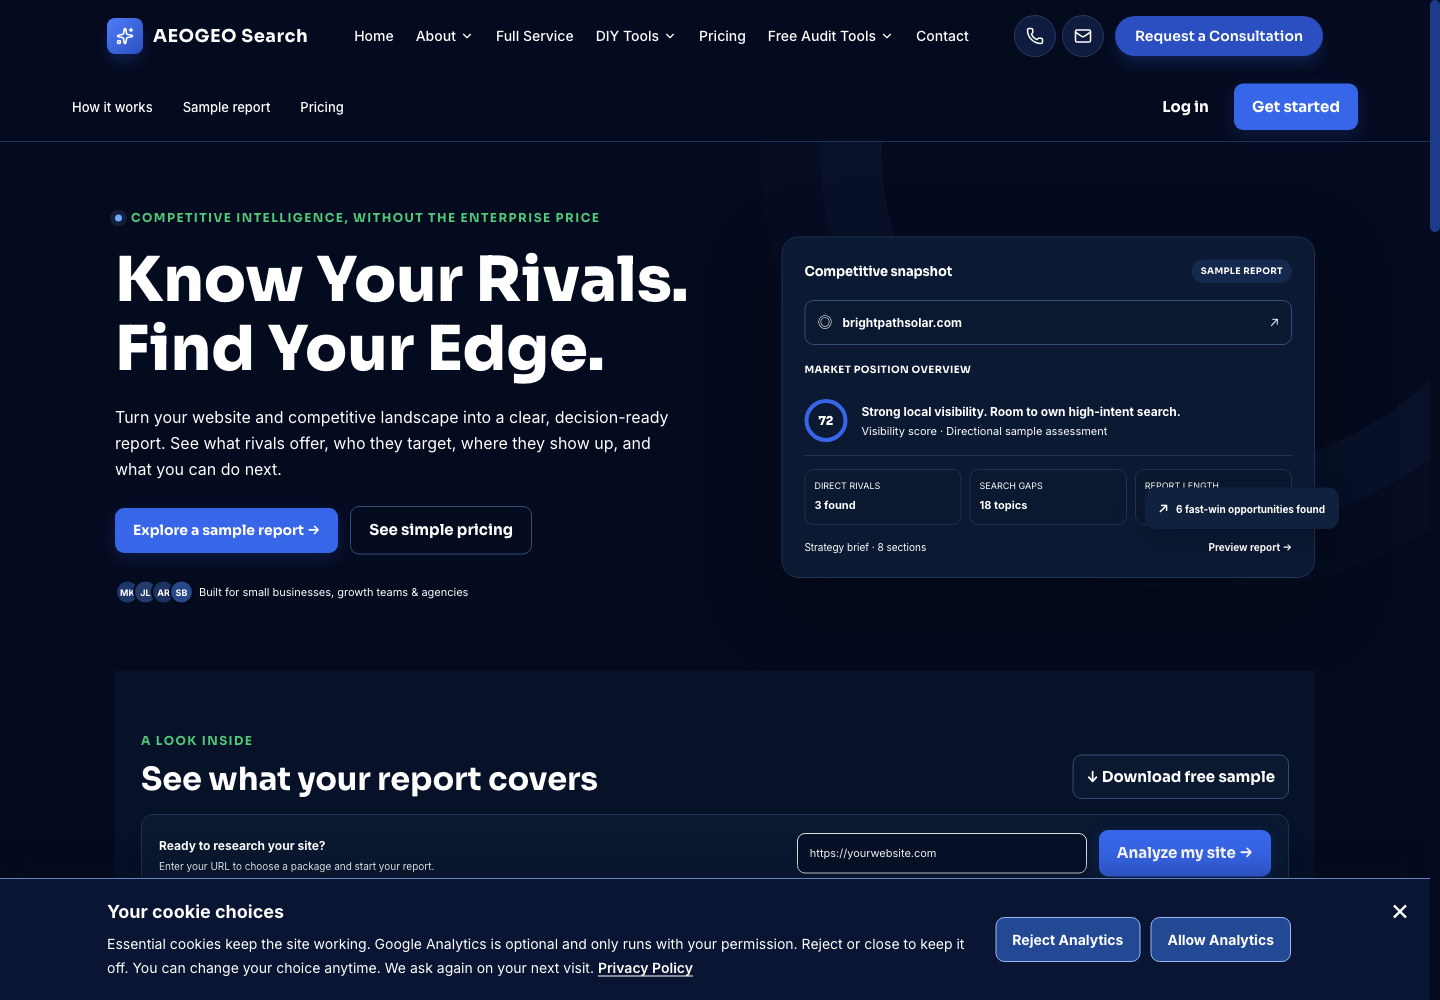 AEOGEO Search
Home
About
Full Service
DIY Tools
Pricing
Free Audit Tools
Contact
Request a Consultation
How it works
Sample report
Pricing
Log in
Get started
COMPETITIVE INTELLIGENCE, WITHOUT THE ENTERPRISE PRICE
Know Your Rivals.
Find Your Edge.
Turn your website and competitive landscape into a clear, decision-ready
report. See what rivals offer, who they target, where they show up, and
what you can do next.
Explore a sample report →
See simple pricing
MK JL AR SB
Built for small businesses, growth teams & agencies
Competitive snapshot
SAMPLE REPORT
brightpathsolar.com ↗
MARKET POSITION OVERVIEW
72
Strong local visibility. Room to own high-intent search.
Visibility score · Directional sample assessment
DIRECT RIVALS
3 found
SEARCH GAPS
18 topics
REPORT LENGTH
↗ 6 fast-win opportunities found
Strategy brief · 8 sections
Preview report →
A LOOK INSIDE
See what your report covers
↓ Download free sample
Ready to research your site?
Enter your URL to choose a package and start your report.
https://yourwebsite.com
Analyze my site →
Your cookie choices
Essential cookies keep the site working. Google Analytics is optional and only runs with your permission. Reject or close to keep it
off. You can change your choice anytime. We ask again on your next visit. Privacy Policy
Reject Analytics
Allow Analytics